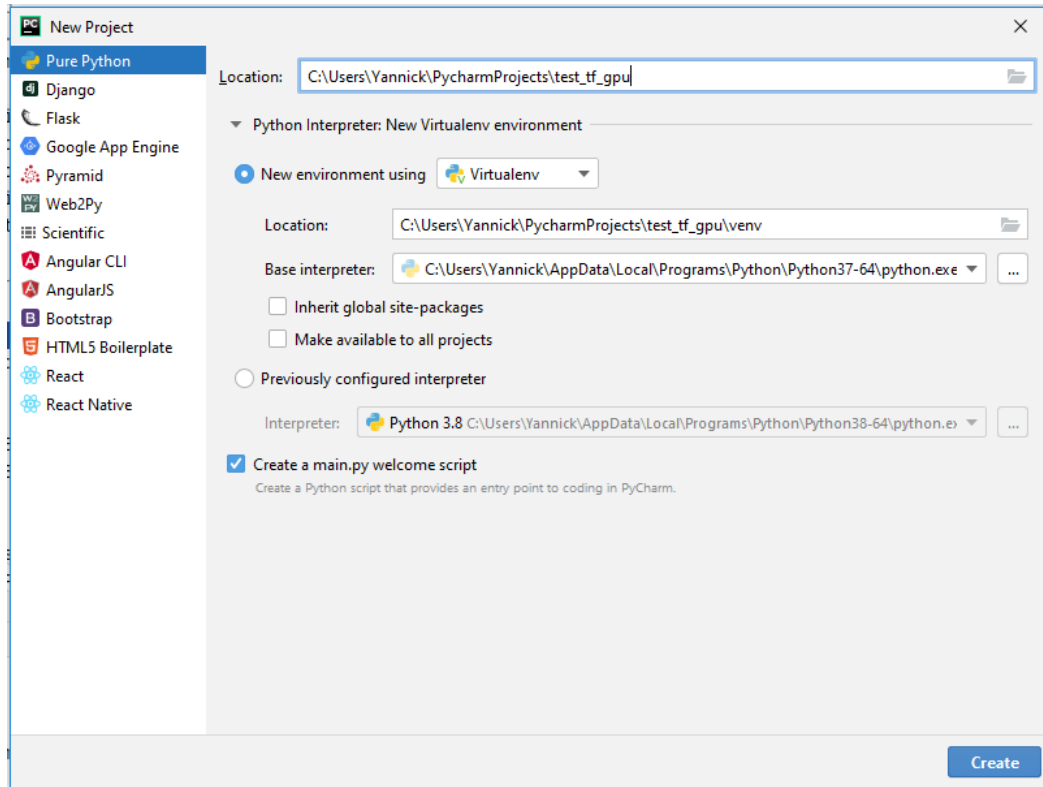 New Project
Pure Python
Django
Flask
Google App Engine
Pyramid
Web2Py
Scientific
Angular CLI
AngularJS
Bootstrap
HTML5 Boilerplate
React
React Native
Location: C:\Users\Yannick\PycharmProjects\test_tf_gpu
Python Interpreter: New Virtualenv environment
New environment using Virtualenv
Location: C:\Users\Yannick\PycharmProjects\test_tf_gpu\venv
Base interpreter: C:\Users\Yannick\AppData\Local\Programs\Python\Python37-64\python.exe ...
Inherit global site-packages
Make available to all projects
Previously configured interpreter
Interpreter: Python 3.8 C:\Users\Yannick\AppData\Local\Programs\Python\Python38-64\python.e ...
Create a main.py welcome script
Create a Python script that provides an entry point to coding in PyCharm.
Create